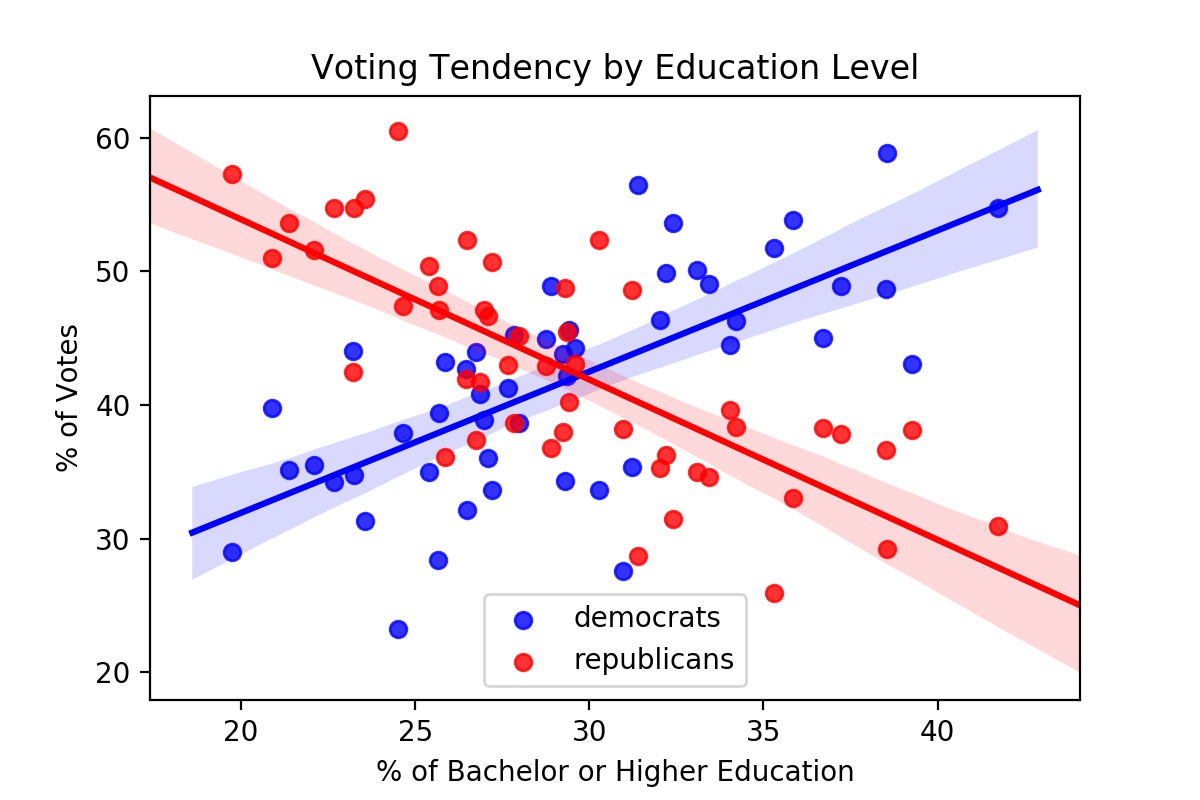 Voting Tendency by Education Level
% of Votes
60
50
40
30
20
democrats
republicans
20 25 30 35 40
% of Bachelor or Higher Education